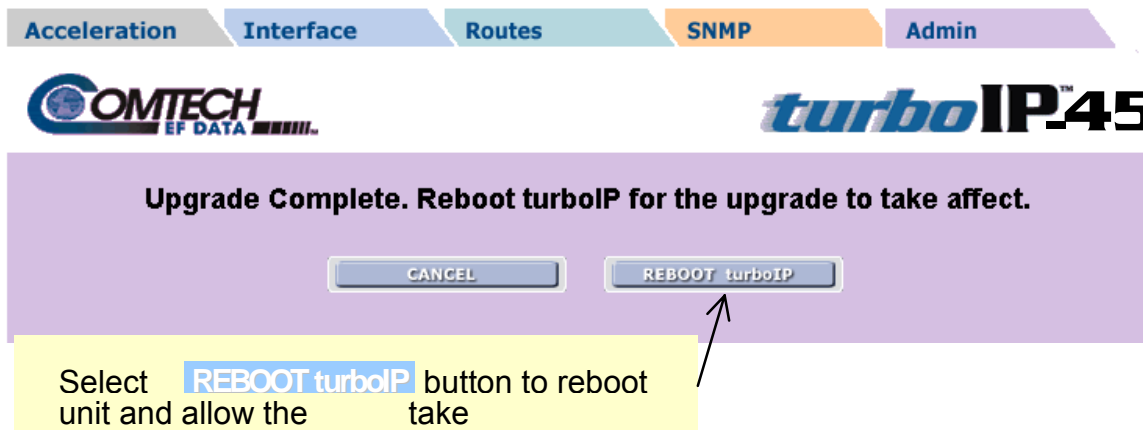 Acceleration Interface Routes SNMP Admin
COMTECH
EF DATA
turboIP™-45
Upgrade Complete. Reboot turboIP for the upgrade to take affect.
CANCEL REBOOT turboIP
Select REBOOT turboIP button to reboot
unit and allow the take